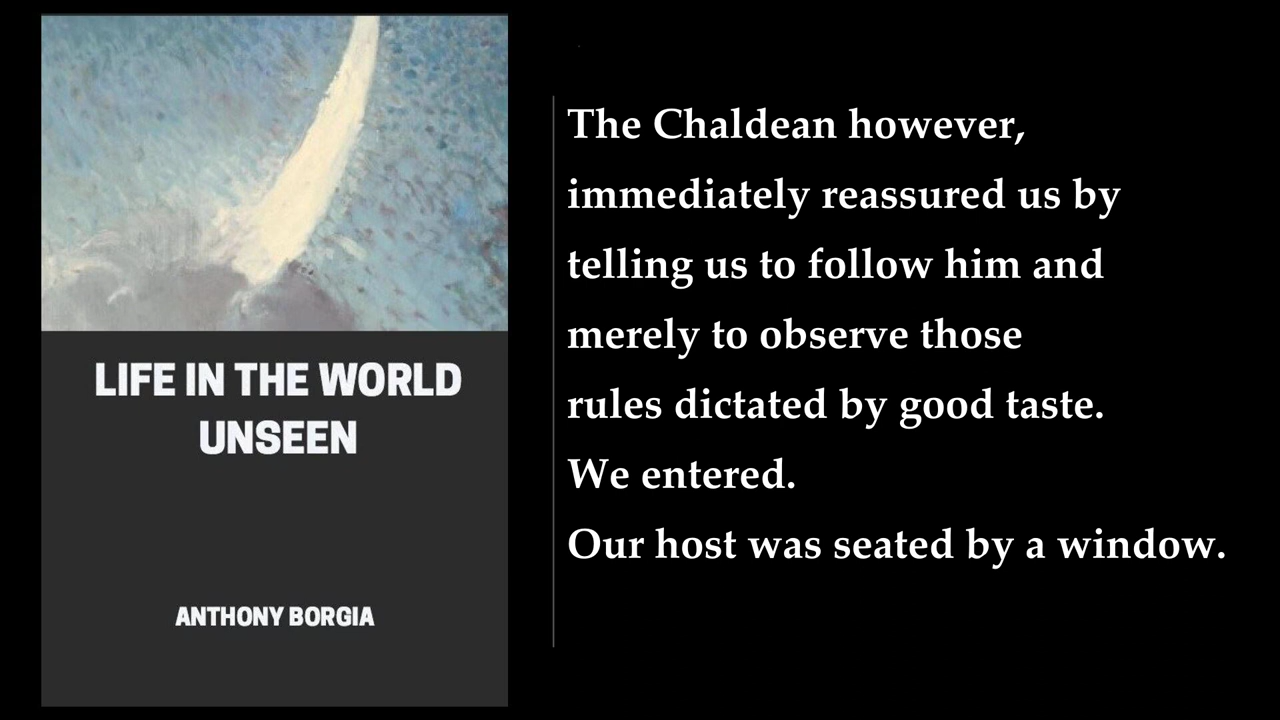 LIFE IN THE WORLD
UNSEEN
ANTHONY BORGIA
The Chaldean however,
immediately reassured us by
telling us to follow him and
merely to observe those
rules dictated by good taste.
We entered.
Our host was seated by a window.